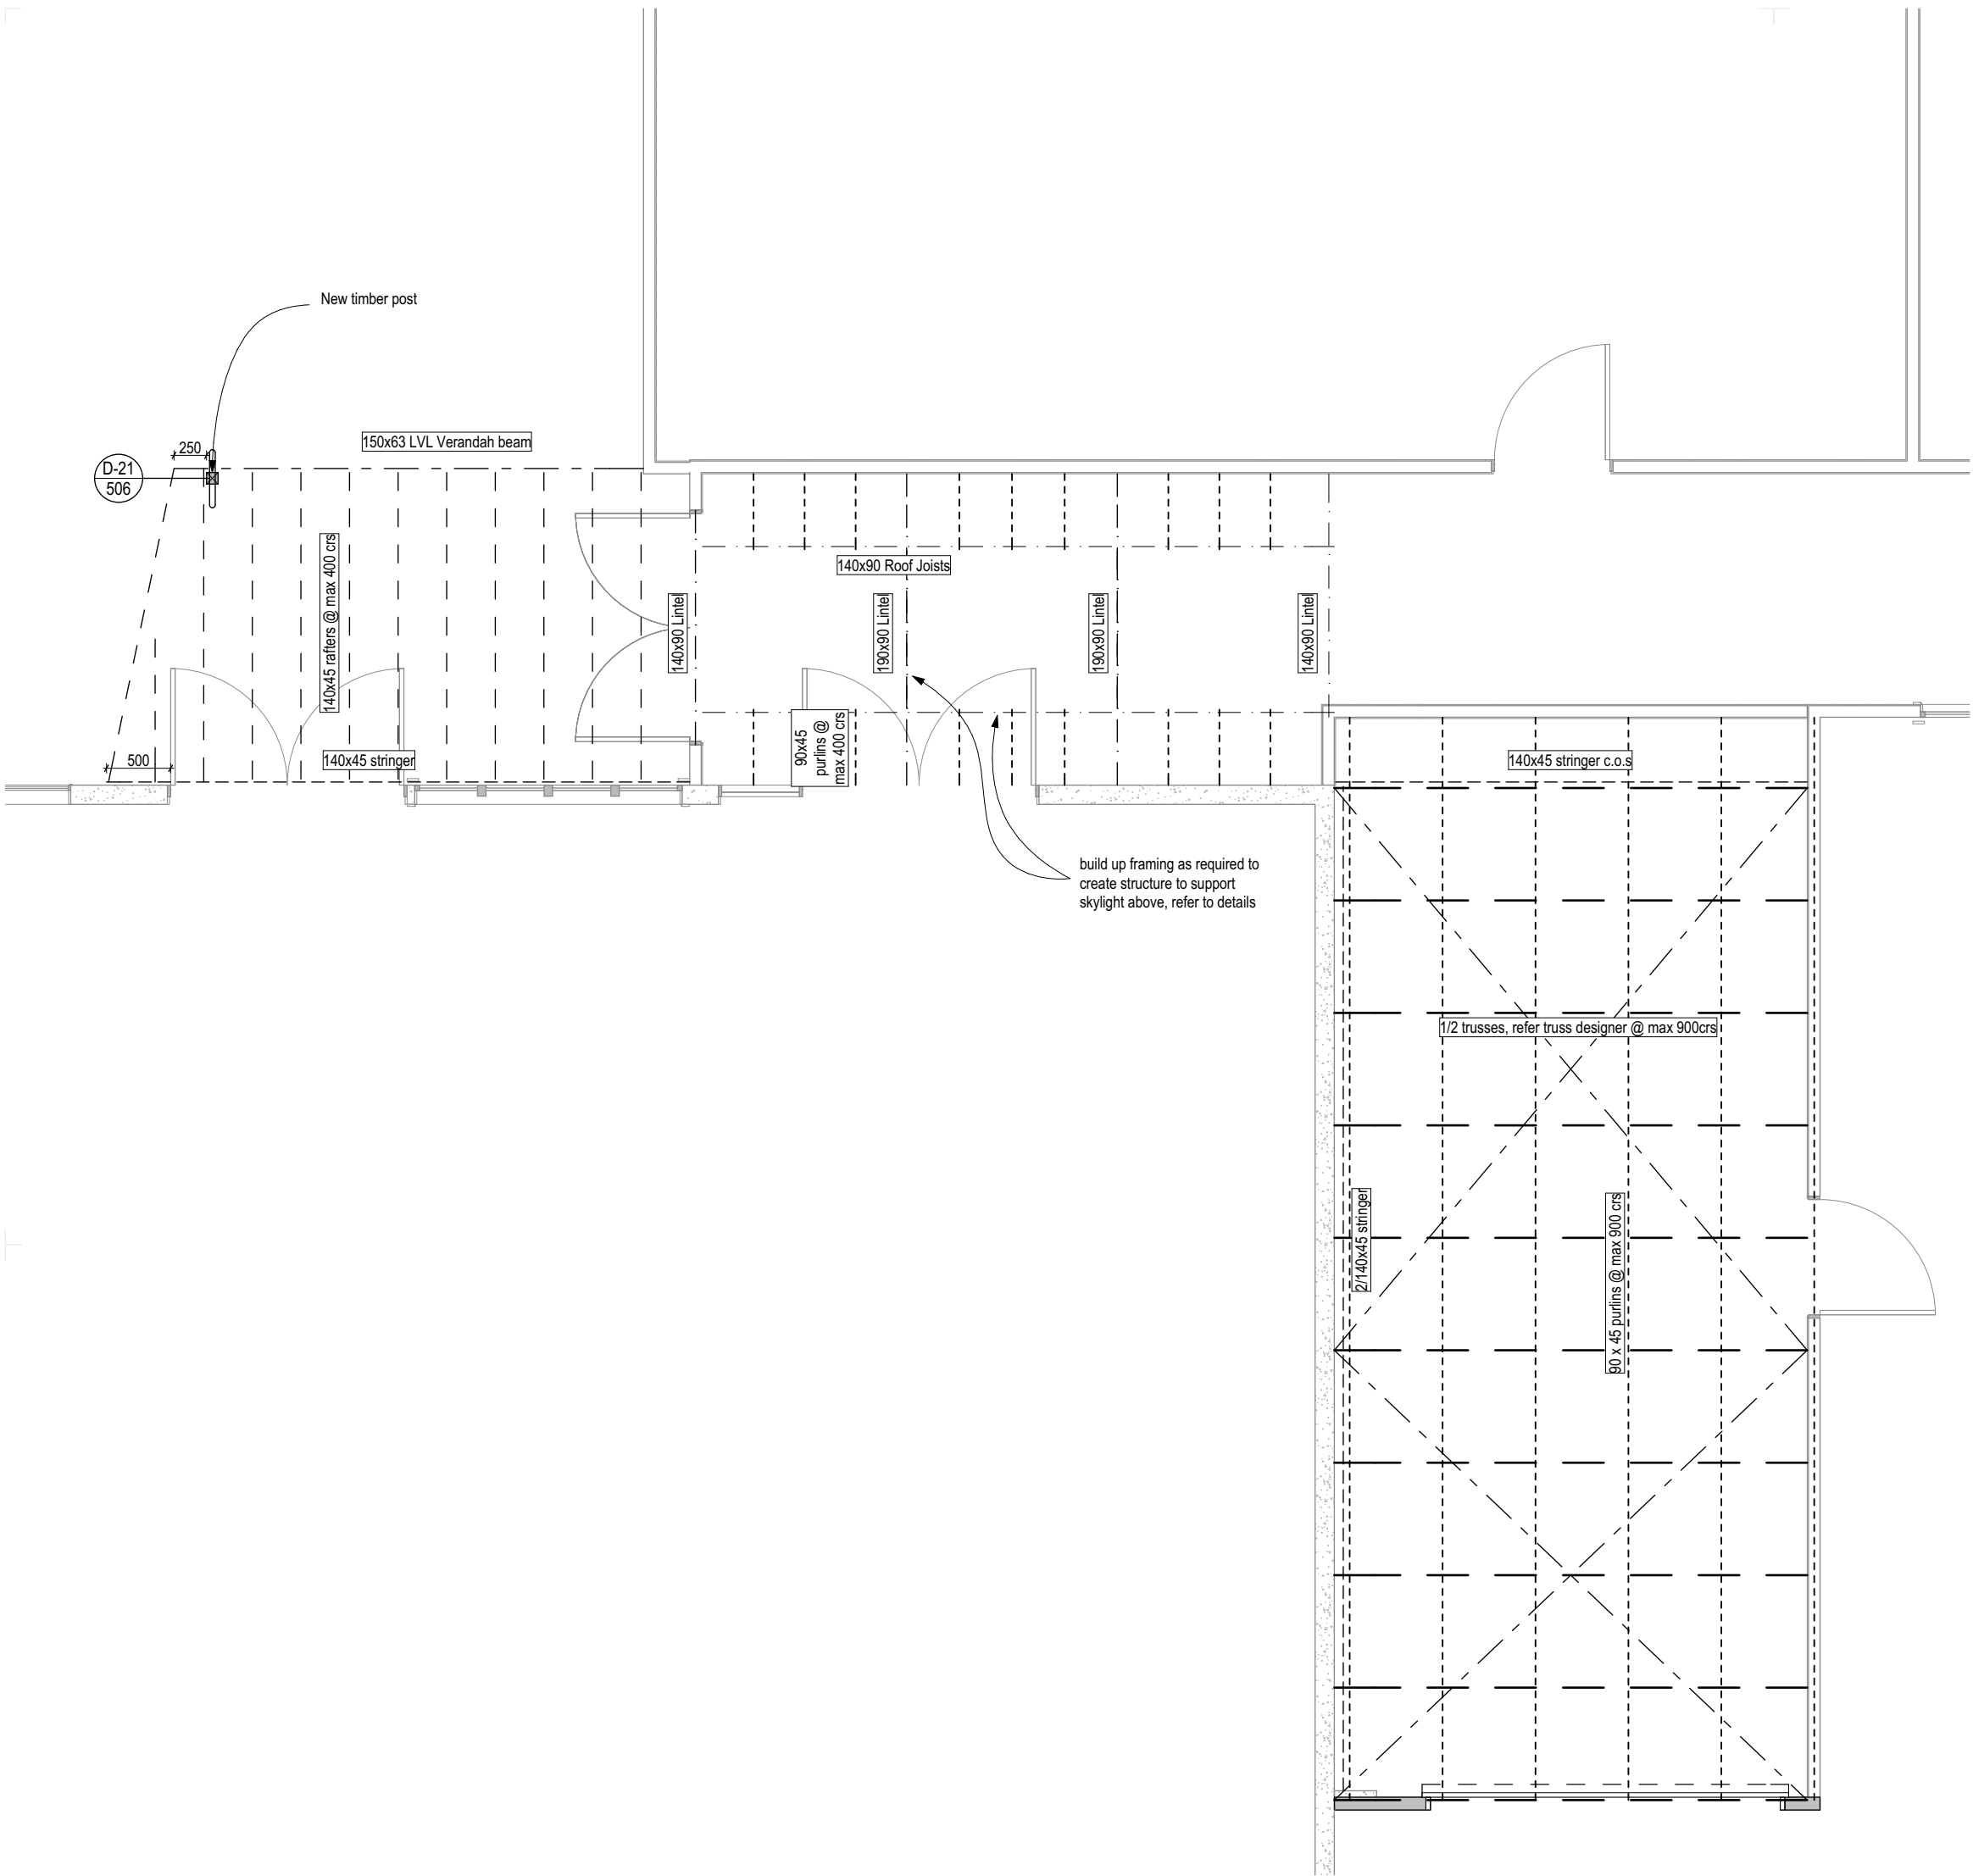 New timber post
150x63 LVL Verandah beam
250
D-21
506
140x45 rafters @ max 400 crs
140x90 Roof Joists
140x90 Lintel
190x90 Lintel
190x90 Lintel
140x90 Lintel
90x45
purlins @
max 400 crs
500
140x45 stringer
140x45 stringer c.o.s
build up framing as required to
create structure to support
skylight above, refer to details
1/2 trusses, refer truss designer @ max 900crs
2/140x45 stringer
90 x 45 purlins @ max 900 crs